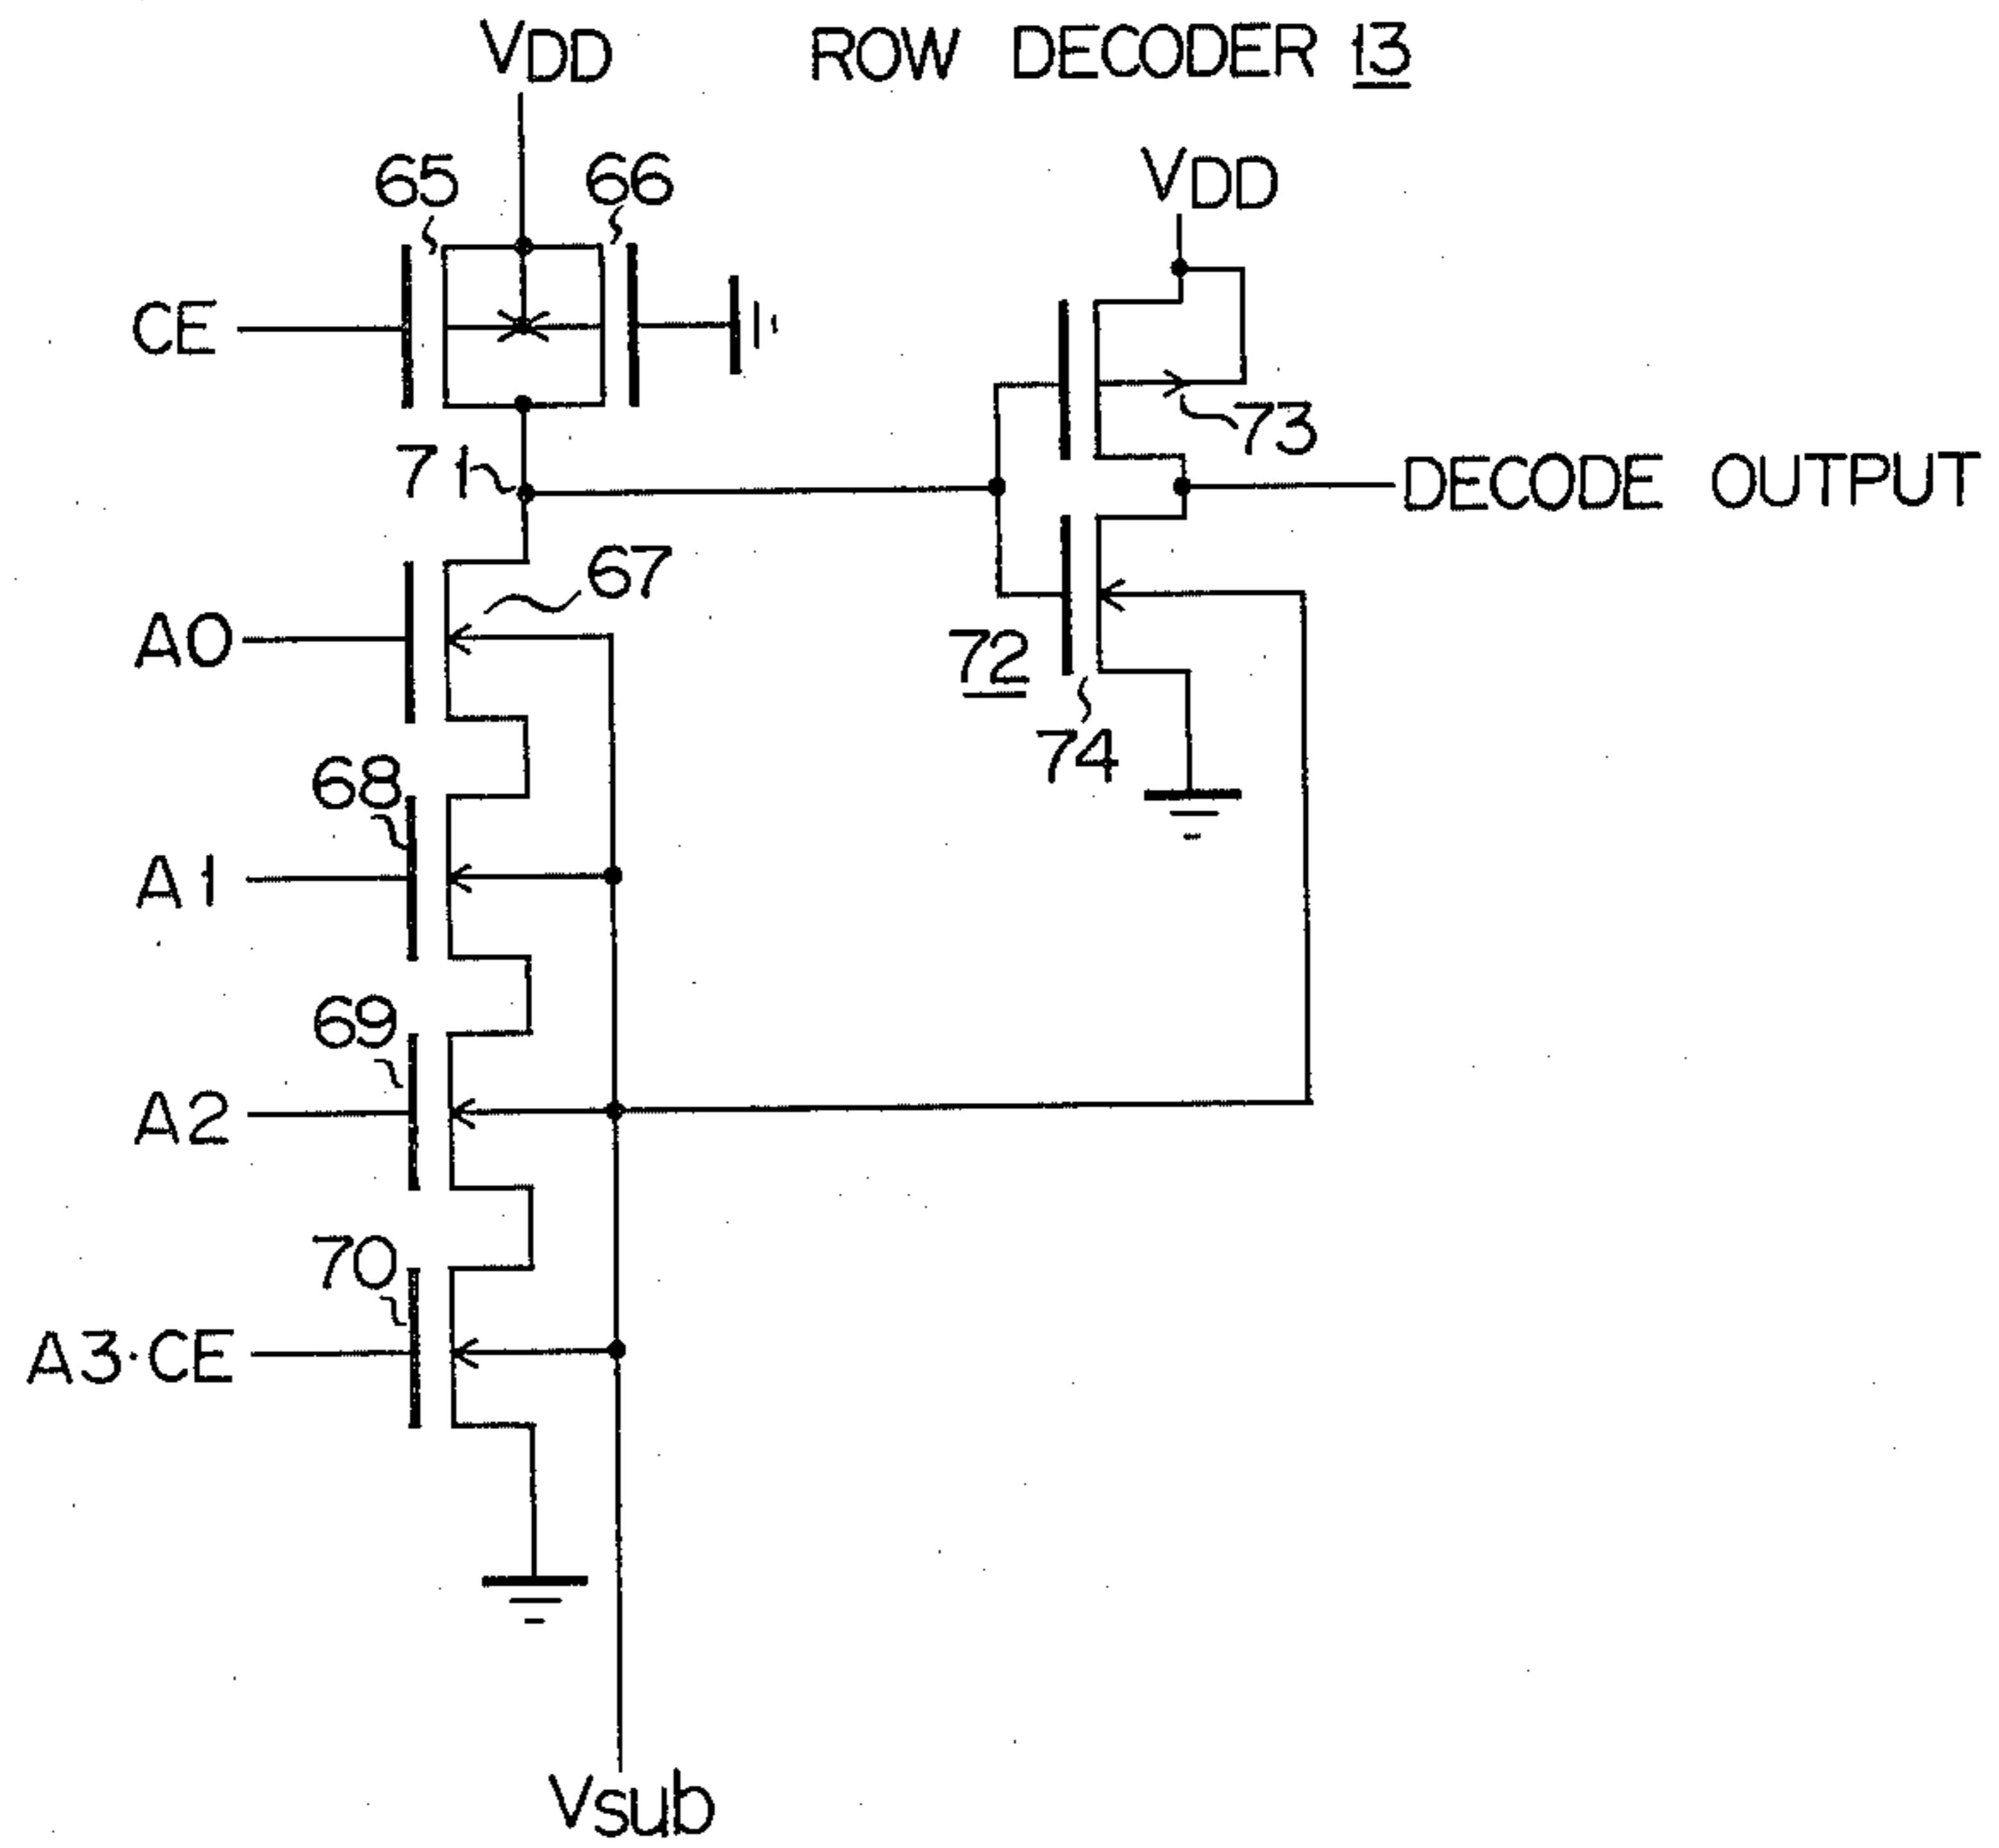 VDD
ROW DECODER 13
65
66
VDD
CE
73
71
DECODE OUTPUT
67
A0
72
74
68
A1
69
A2
70
A3·CE
Vsub